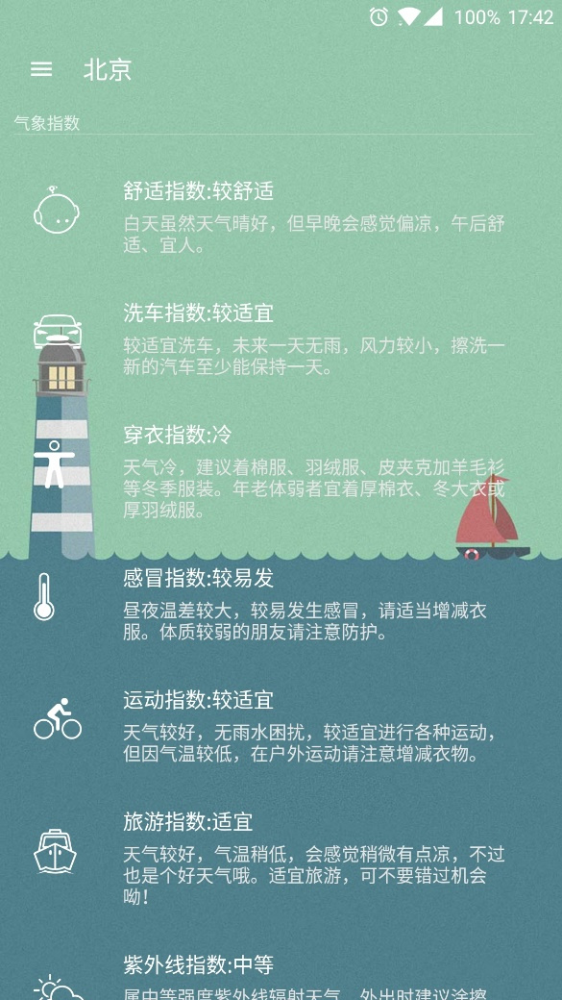 100% 17:42
北京
气象指数
舒适指数:较舒适
白天虽然天气晴好，但早晚会感觉偏凉，午后舒
适、宜人。
洗车指数:较适宜
较适宜洗车，未来一天无雨，风力较小，擦洗一
新的汽车至少能保持一天。
穿衣指数:冷
天气冷，建议着棉服、羽绒服、皮夹克加羊毛衫
等冬季服装。年老体弱者宜着厚棉衣、冬大衣或
厚羽绒服。
感冒指数:较易发
昼夜温差较大，较易发生感冒，请适当增减衣
服。体质较弱的朋友请注意防护。
运动指数:较适宜
天气较好，无雨水困扰，较适宜进行各种运动，
但因气温较低，在户外运动请注意增减衣物。
旅游指数:适宜
天气较好，气温稍低，会感觉稍微有点凉，不过
也是个好天气哦。适宜旅游，可不要错过机会
呦！
紫外线指数:中等
属中等强度紫外线辐射天气，外出时建议涂擦